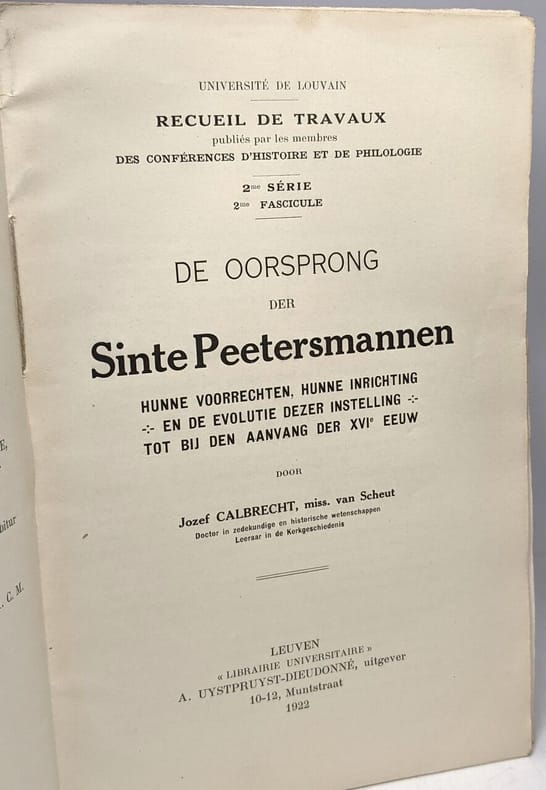 UNIVERSITÉ DE LOUVAIN
RECUEIL DE TRAVAUX
publiés par les membres
DES CONFÉRENCES D'HISTOIRE ET DE PHILOLOGIE
2me SÉRIE
2me FASCICULE
DE OORSPRONG
DER
Sinte Peetersmannen
HUNNE VOORRECHTEN, HUNNE INRICHTING
-:- EN DE EVOLUTIE DEZER INSTELLING -:-
TOT BIJ DEN AANVANG DER XVIe EEUW
DOOR
Jozef CALBRECHT, miss. van Scheut
Doctor in zedekundige en historische wetenschappen
Leeraar in de Kerkgeschiedenis
LEUVEN
« LIBRAIRIE UNIVERSITAIRE »
A. UYSTPRUYST-DIEUDONNÉ, uitgever
10-12, Muntstraat
1922
C. M.